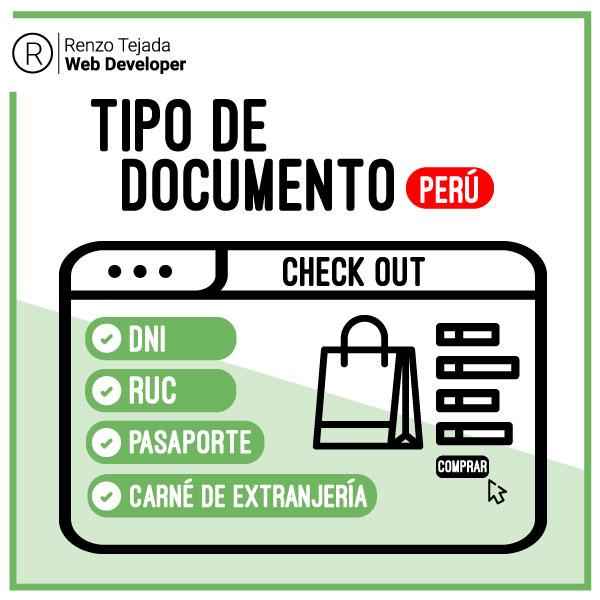 R
Renzo Tejada
Web Developer
TIPO DE
DOCUMENTO
PERÚ
CHECK OUT
DNI
RUC
PASAPORTE
CARNÉ DE EXTRANJERÍA
COMPRAR